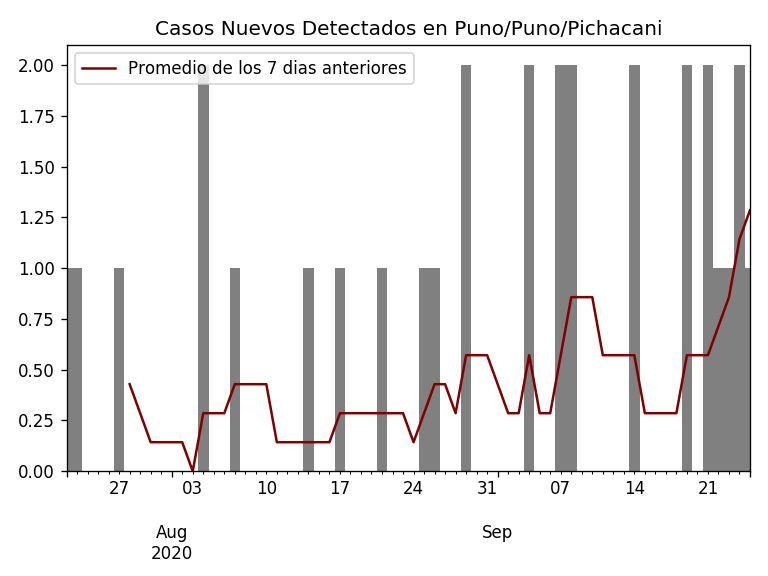 Casos Nuevos Detectados en Puno/Puno/Pichacani
Promedio de los 7 dias anteriores
2.00
1.75
1.50
1.25
1.00
0.75
0.50
0.25
0.00
27 03 10 17 24 31 07 14 21
Aug Sep
2020